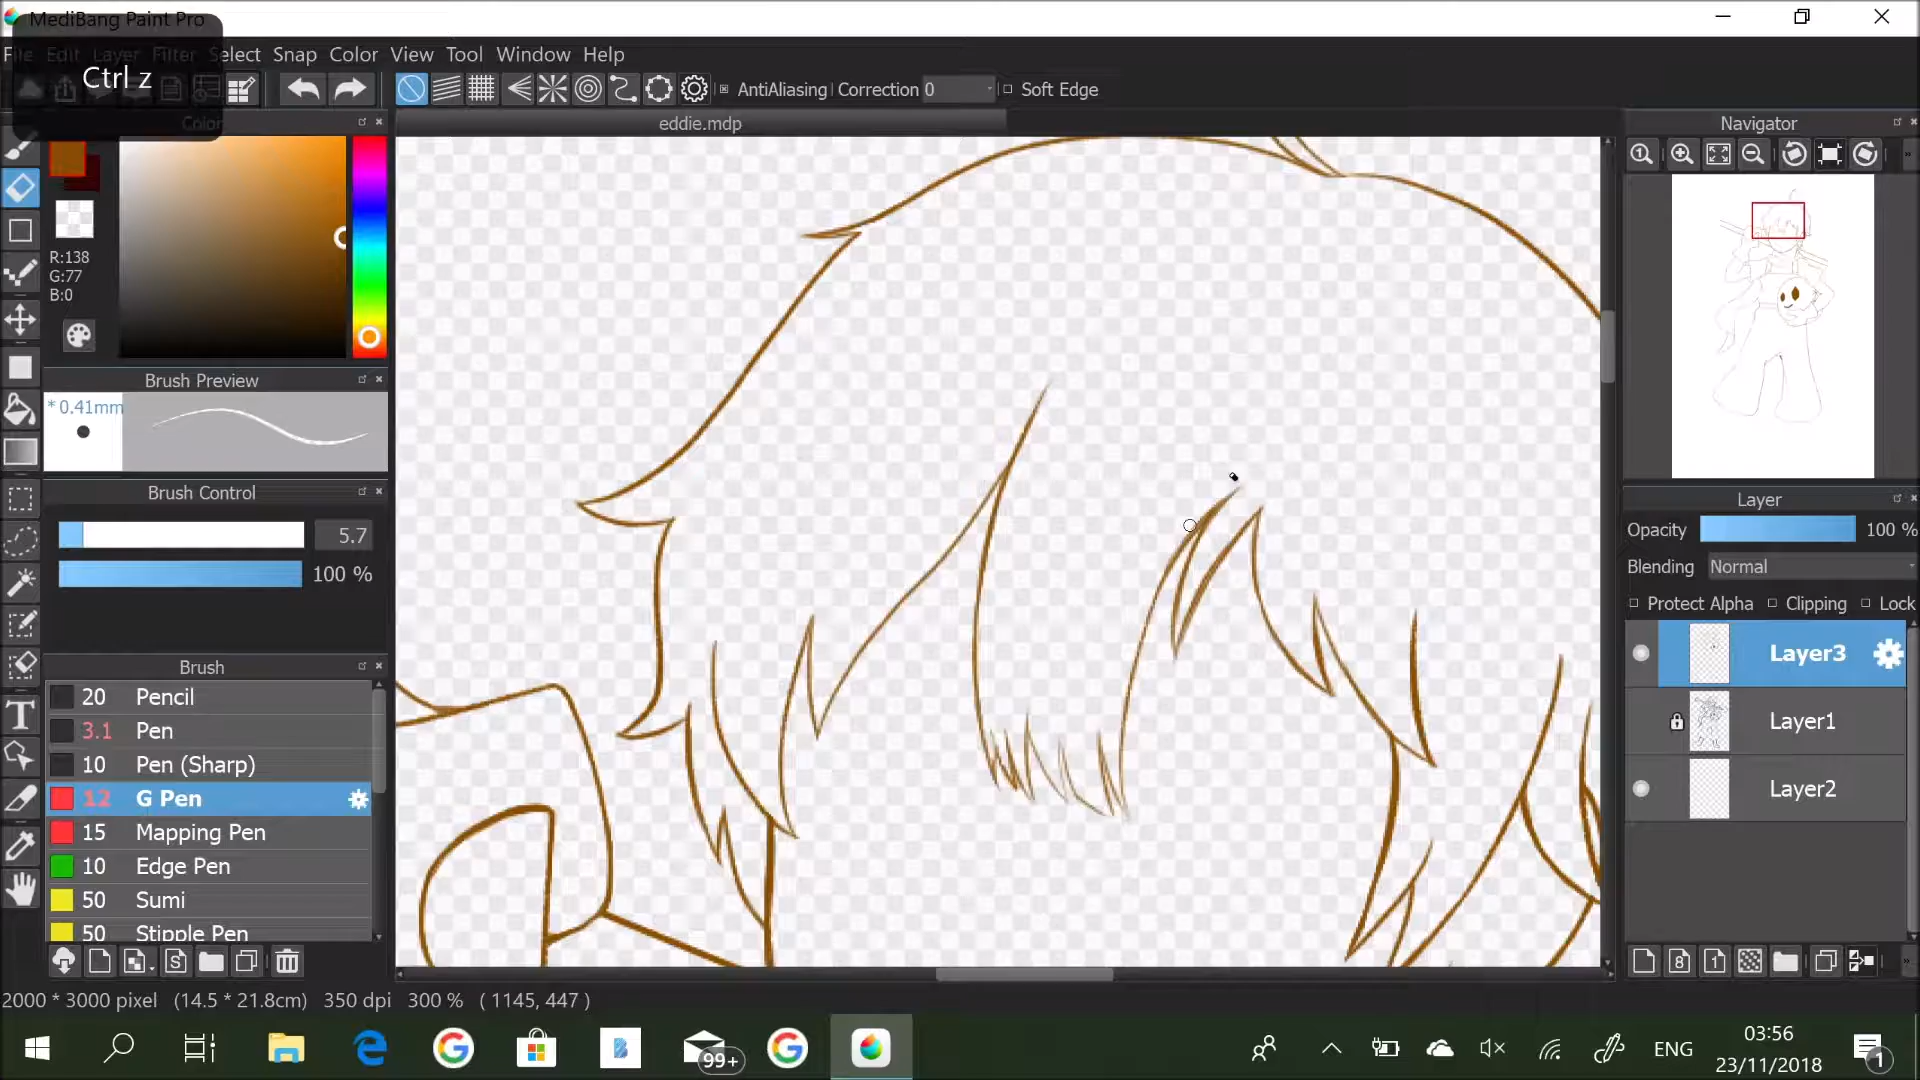 MediBang Paint Pro
File Edit Layer Filter Select Snap Color View Tool Window Help
Ctrl z
AntiAliasing Correction 0 Soft Edge
Color
eddie.mdp
Navigator
R:138
G:77
B:0
Brush Preview
* 0.41mm
Brush Control
5.7
100 %
Brush
20 Pencil
3.1 Pen
10 Pen (Sharp)
12 G Pen
15 Mapping Pen
10 Edge Pen
50 Sumi
50 Stipple Pen
Layer
Opacity 100 %
Blending Normal
Protect Alpha Clipping Lock
Layer3
Layer1
Layer2
2000 * 3000 pixel (14.5 * 21.8cm) 350 dpi 300 % ( 1145, 447 )
99+
ENG
03:56
23/11/2018
1